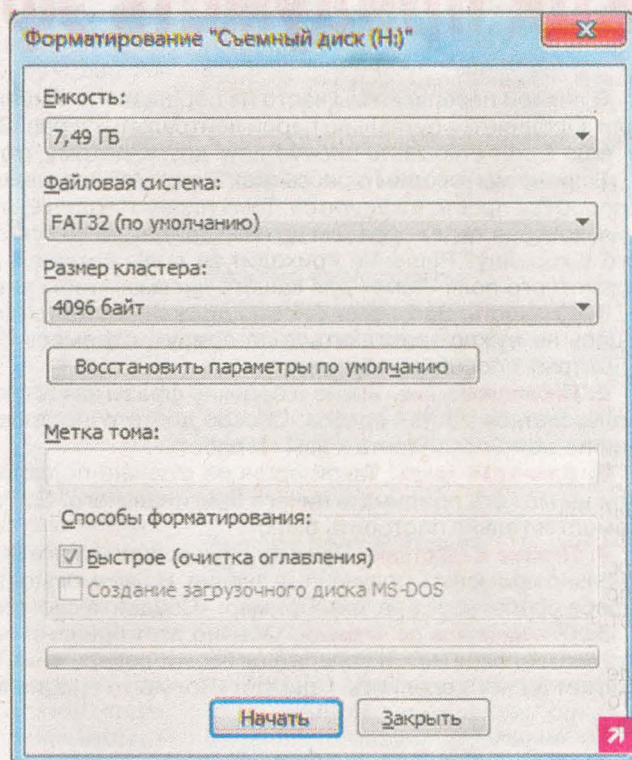 Форматирование "Съемный диск (H:)"
Емкость:
7,49 ГБ
Файловая система:
FAT32 (по умолчанию)
Размер кластера:
4096 байт
Восстановить параметры по умолчанию
Метка тома:
Способы форматирования:
Быстрое (очистка оглавления)
Создание загрузочного диска MS-DOS
Начать
Закрыть